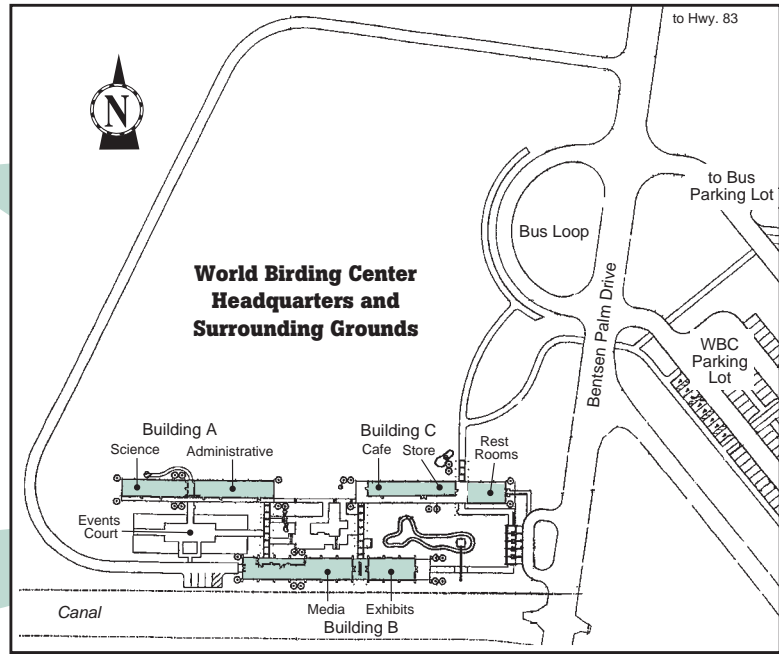 to Hwy. 83
N
to Bus
Parking Lot
Bus Loop
World Birding Center
Headquarters and
Surrounding Grounds
Bentsen Palm Drive
WBC
Parking
Lot
Building A
Science
Administrative
Building C
Cafe
Store
Rest
Rooms
Events
Court
Canal
Media
Exhibits
Building B